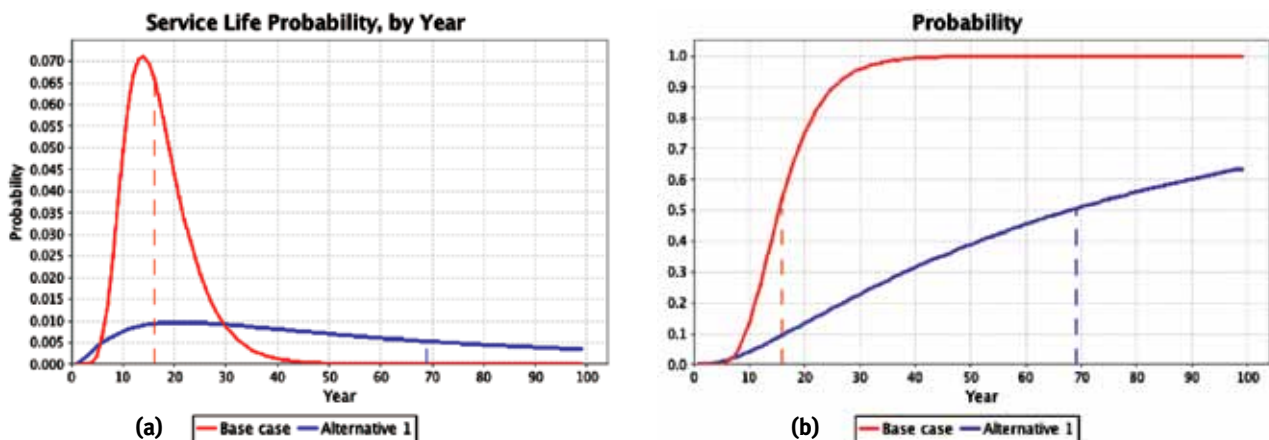 Service Life Probability, by Year
0.070
0.065
0.060
0.055
0.050
0.045
0.040
0.035
0.030
0.025
0.020
0.015
0.010
0.005
0.000
Probability
0 10 20 30 40 50 60 70 80 90 100
Year
(a) Base case Alternative 1
Probability
1.0
0.9
0.8
0.7
0.6
0.5
0.4
0.3
0.2
0.1
0.0
0 10 20 30 40 50 60 70 80 90 100
Year
(b) Base case Alternative 1